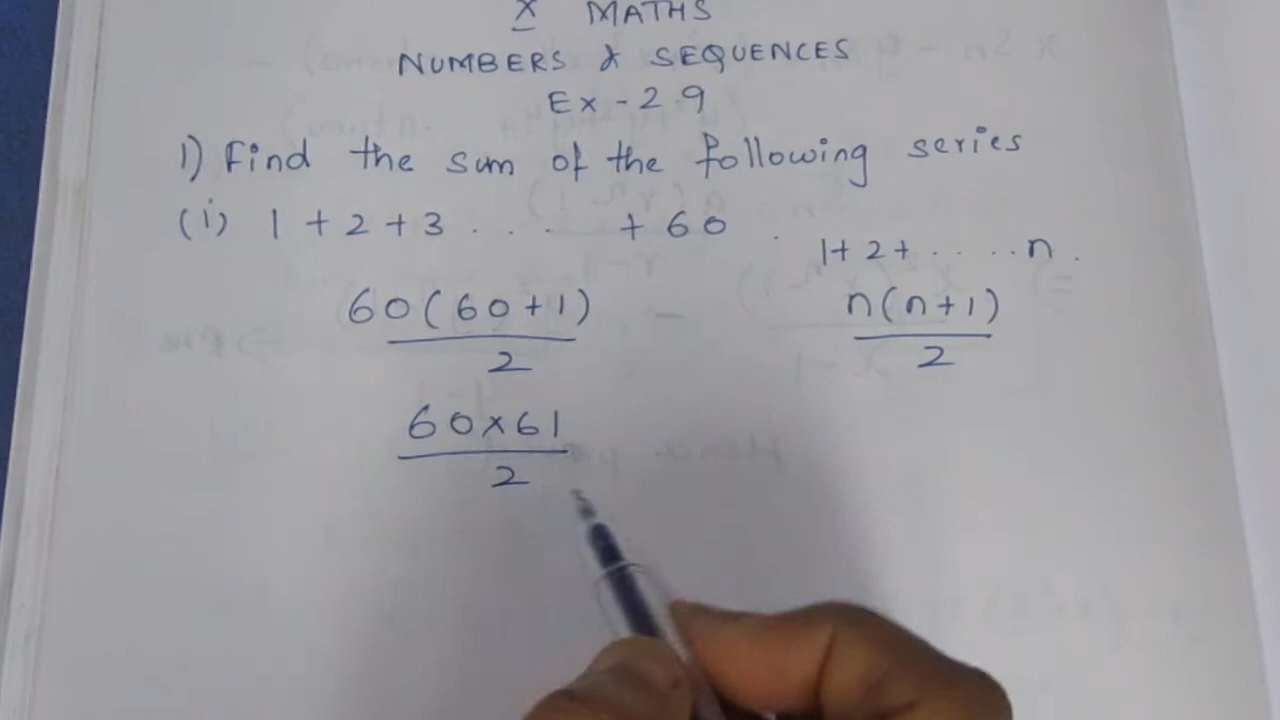 X MATHS
NUMBERS & SEQUENCES
Ex - 2.9
1) Find the sum of the following series
(i) 1 + 2 + 3 . . . . + 60 .
1 + 2 + . . . . . n .
60(60+1)
2
n(n+1)
2
60×61
2